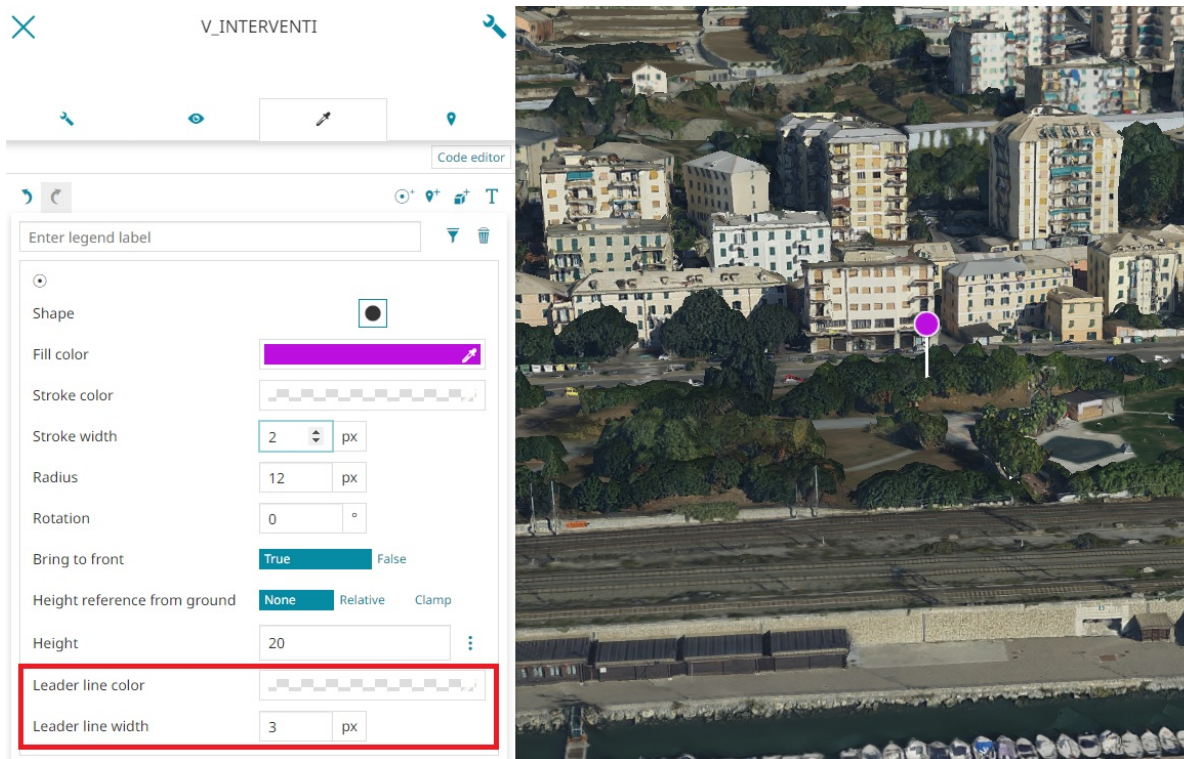 V_INTERVENTI
Code editor
T
Enter legend label
Shape
Fill color
Stroke color
Stroke width 2 px
Radius 12 px
Rotation 0 °
Bring to front True False
Height reference from ground None Relative Clamp
Height 20
Leader line color
Leader line width 3 px